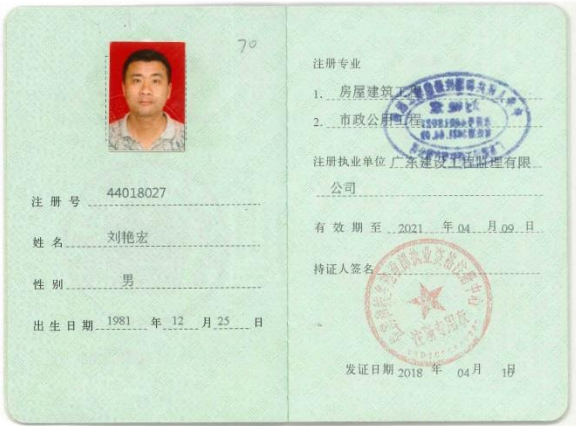 70
注册号 44018027
姓名 刘艳宏
性别 男
出生日期 1981 年 12 月 25 日
注册专业
1. 房屋建筑工程
2. 市政公用工程
注册执业单位 广东建设工程监理有限
公司
有效期至 2021 年 04 月 09 日
持证人签名
发证日期 2018 年 04 月 10 日